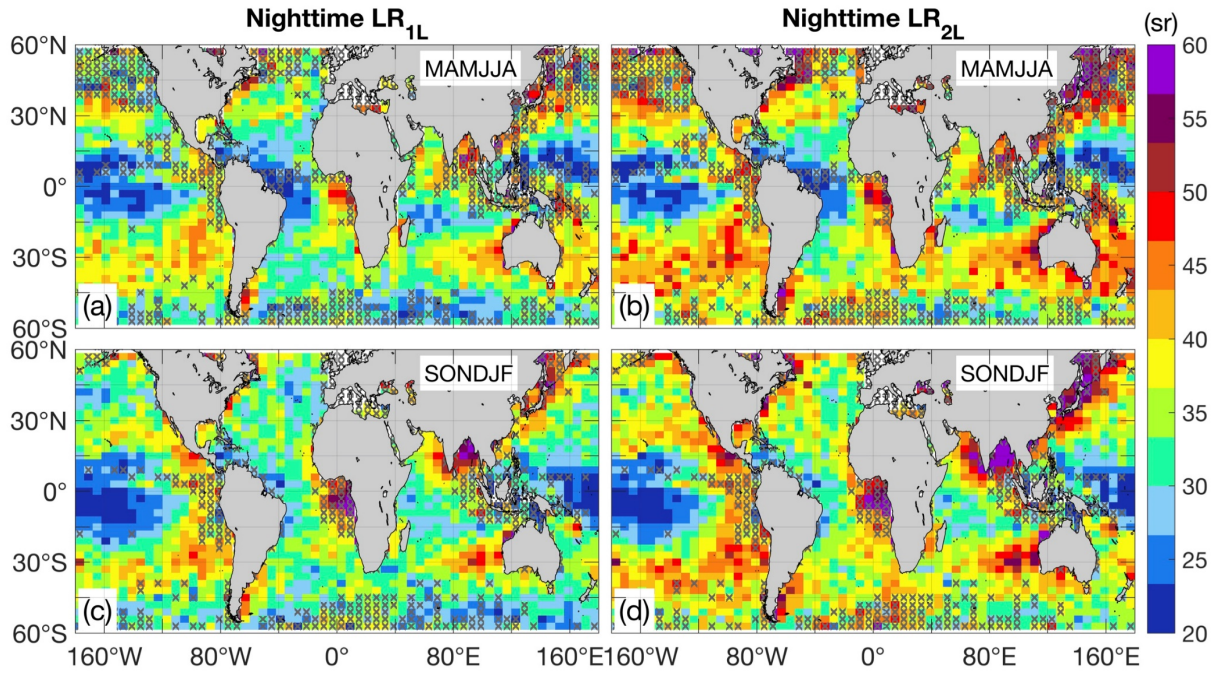 Nighttime LR1L
Nighttime LR2L
(sr)
60°N
30°N
0°
30°S
60°S
MAMJJA
(a)
MAMJJA
(b)
60
55
50
45
40
35
30
25
20
60°N
30°N
0°
30°S
60°S
SONDJF
(c)
SONDJF
(d)
160°W 80°W 0° 80°E 160°E
160°W 80°W 0° 80°E 160°E